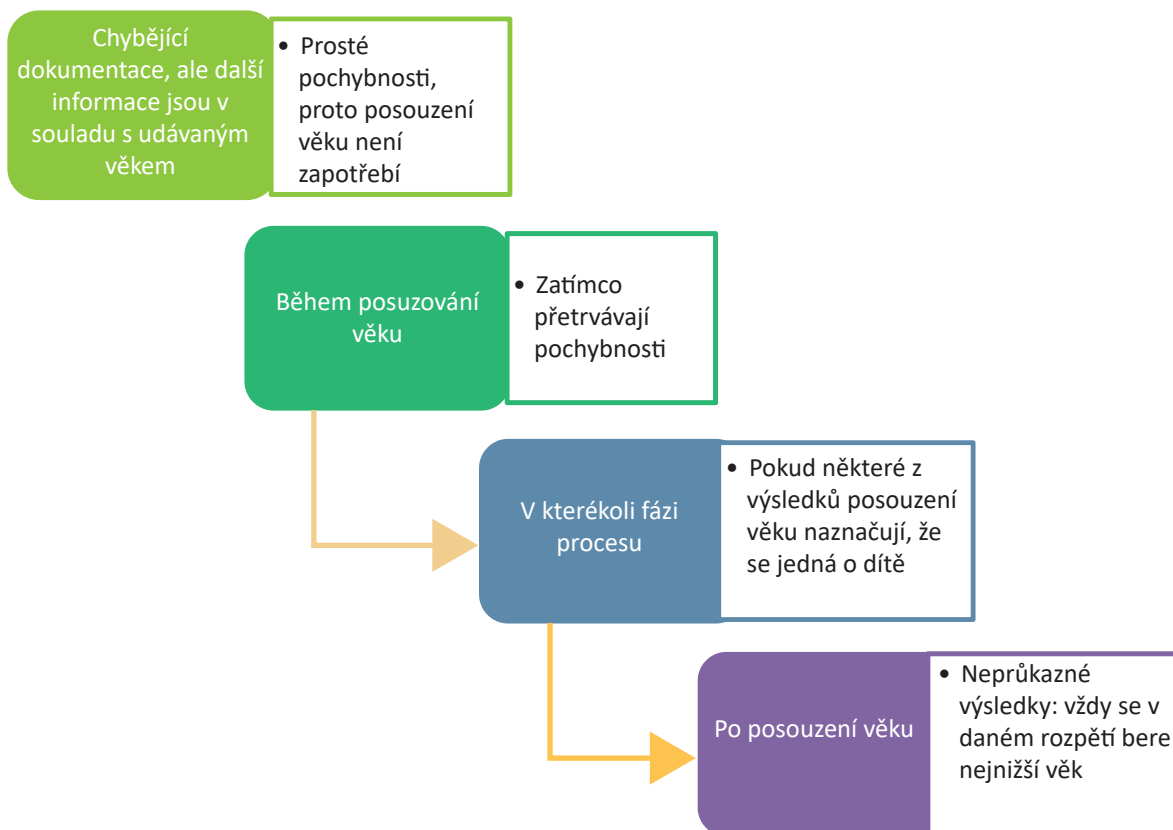 Chybějící
dokumentace, ale další
informace jsou v
souladu s udávaným
věkem
• Prosté
pochybnosti,
proto posouzení
věku není
zapotřebí
Během posuzování
věku
• Zatímco
přetrvávají
pochybnosti
V kterékoli fázi
procesu
• Pokud některé z
výsledků posouzení
věku naznačují, že
se jedná o dítě
Po posouzení věku
• Neprůkazné
výsledky: vždy se v
daném rozpětí bere
nejnižší věk